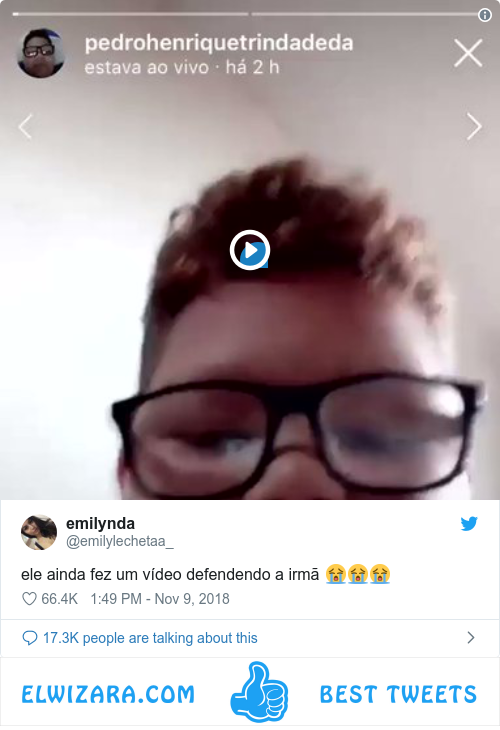 pedrohenriquetrindadeda
estava ao vivo · há 2 h
emilynda
@emilylechetaa_
ele ainda fez um vídeo defendendo a irmã 😭😭😭
66.4K 1:49 PM - Nov 9, 2018
17.3K people are talking about this
ELWIZARA.COM BEST TWEETS